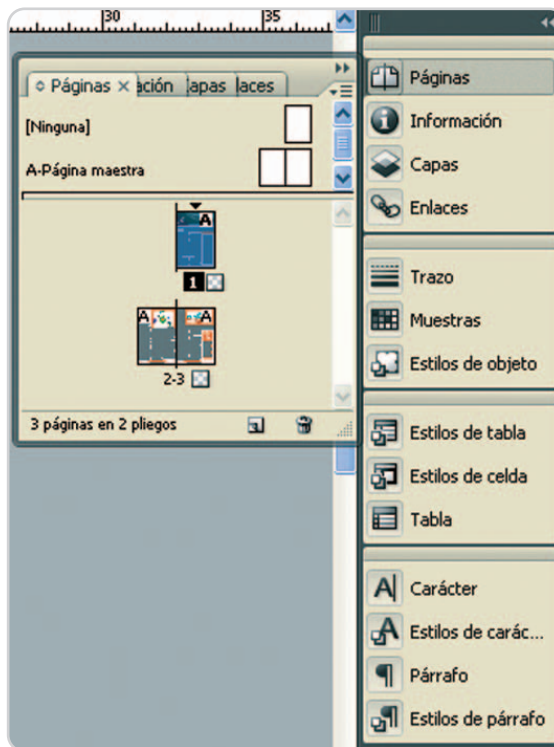 30 35
Páginas ación apas laces
[Ninguna]
A-Página maestra
A
1
A A
2-3
3 páginas en 2 pliegos
Páginas
Información
Capas
Enlaces
Trazo
Muestras
Estilos de objeto
Estilos de tabla
Estilos de celda
Tabla
Carácter
Estilos de carác...
Párrafo
Estilos de párrafo